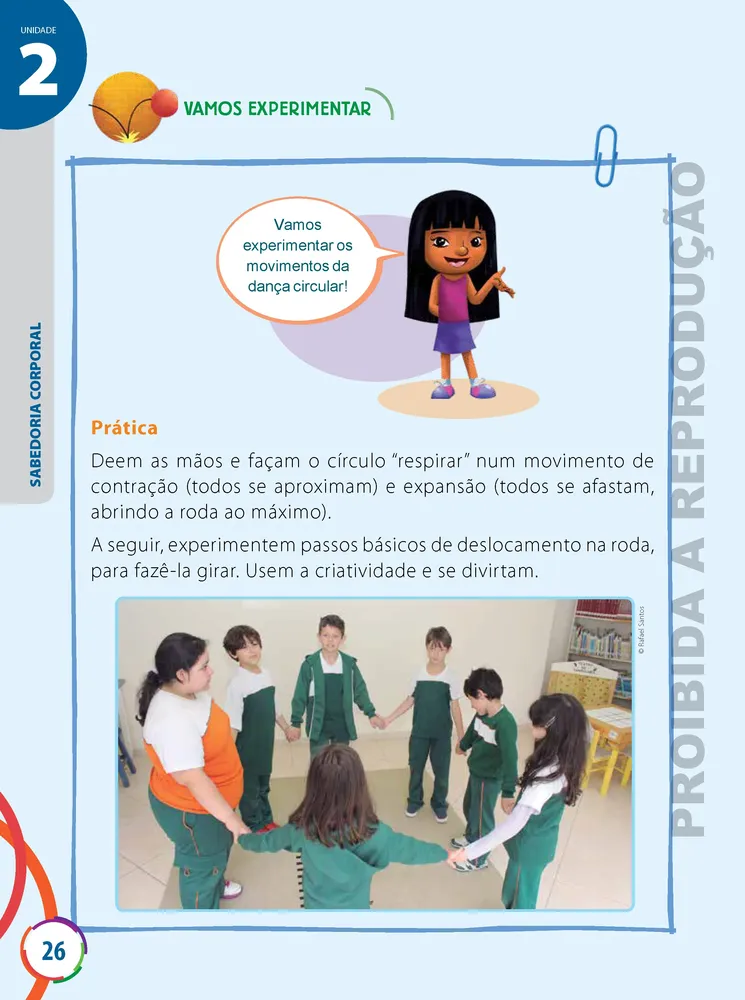 UNIDADE
2
VAMOS EXPERIMENTAR
Vamos
experimentar os
movimentos da
dança circular!
SABEDORIA CORPORAL
Prática
Deem as mãos e façam o círculo “respirar” num movimento de
contração (todos se aproximam) e expansão (todos se afastam,
abrindo a roda ao máximo).
A seguir, experimentem passos básicos de deslocamento na roda,
para fazê-la girar. Usem a criatividade e se divirtam.
© Rafael Santos
PROIBIDA A REPRODUÇÃO
26